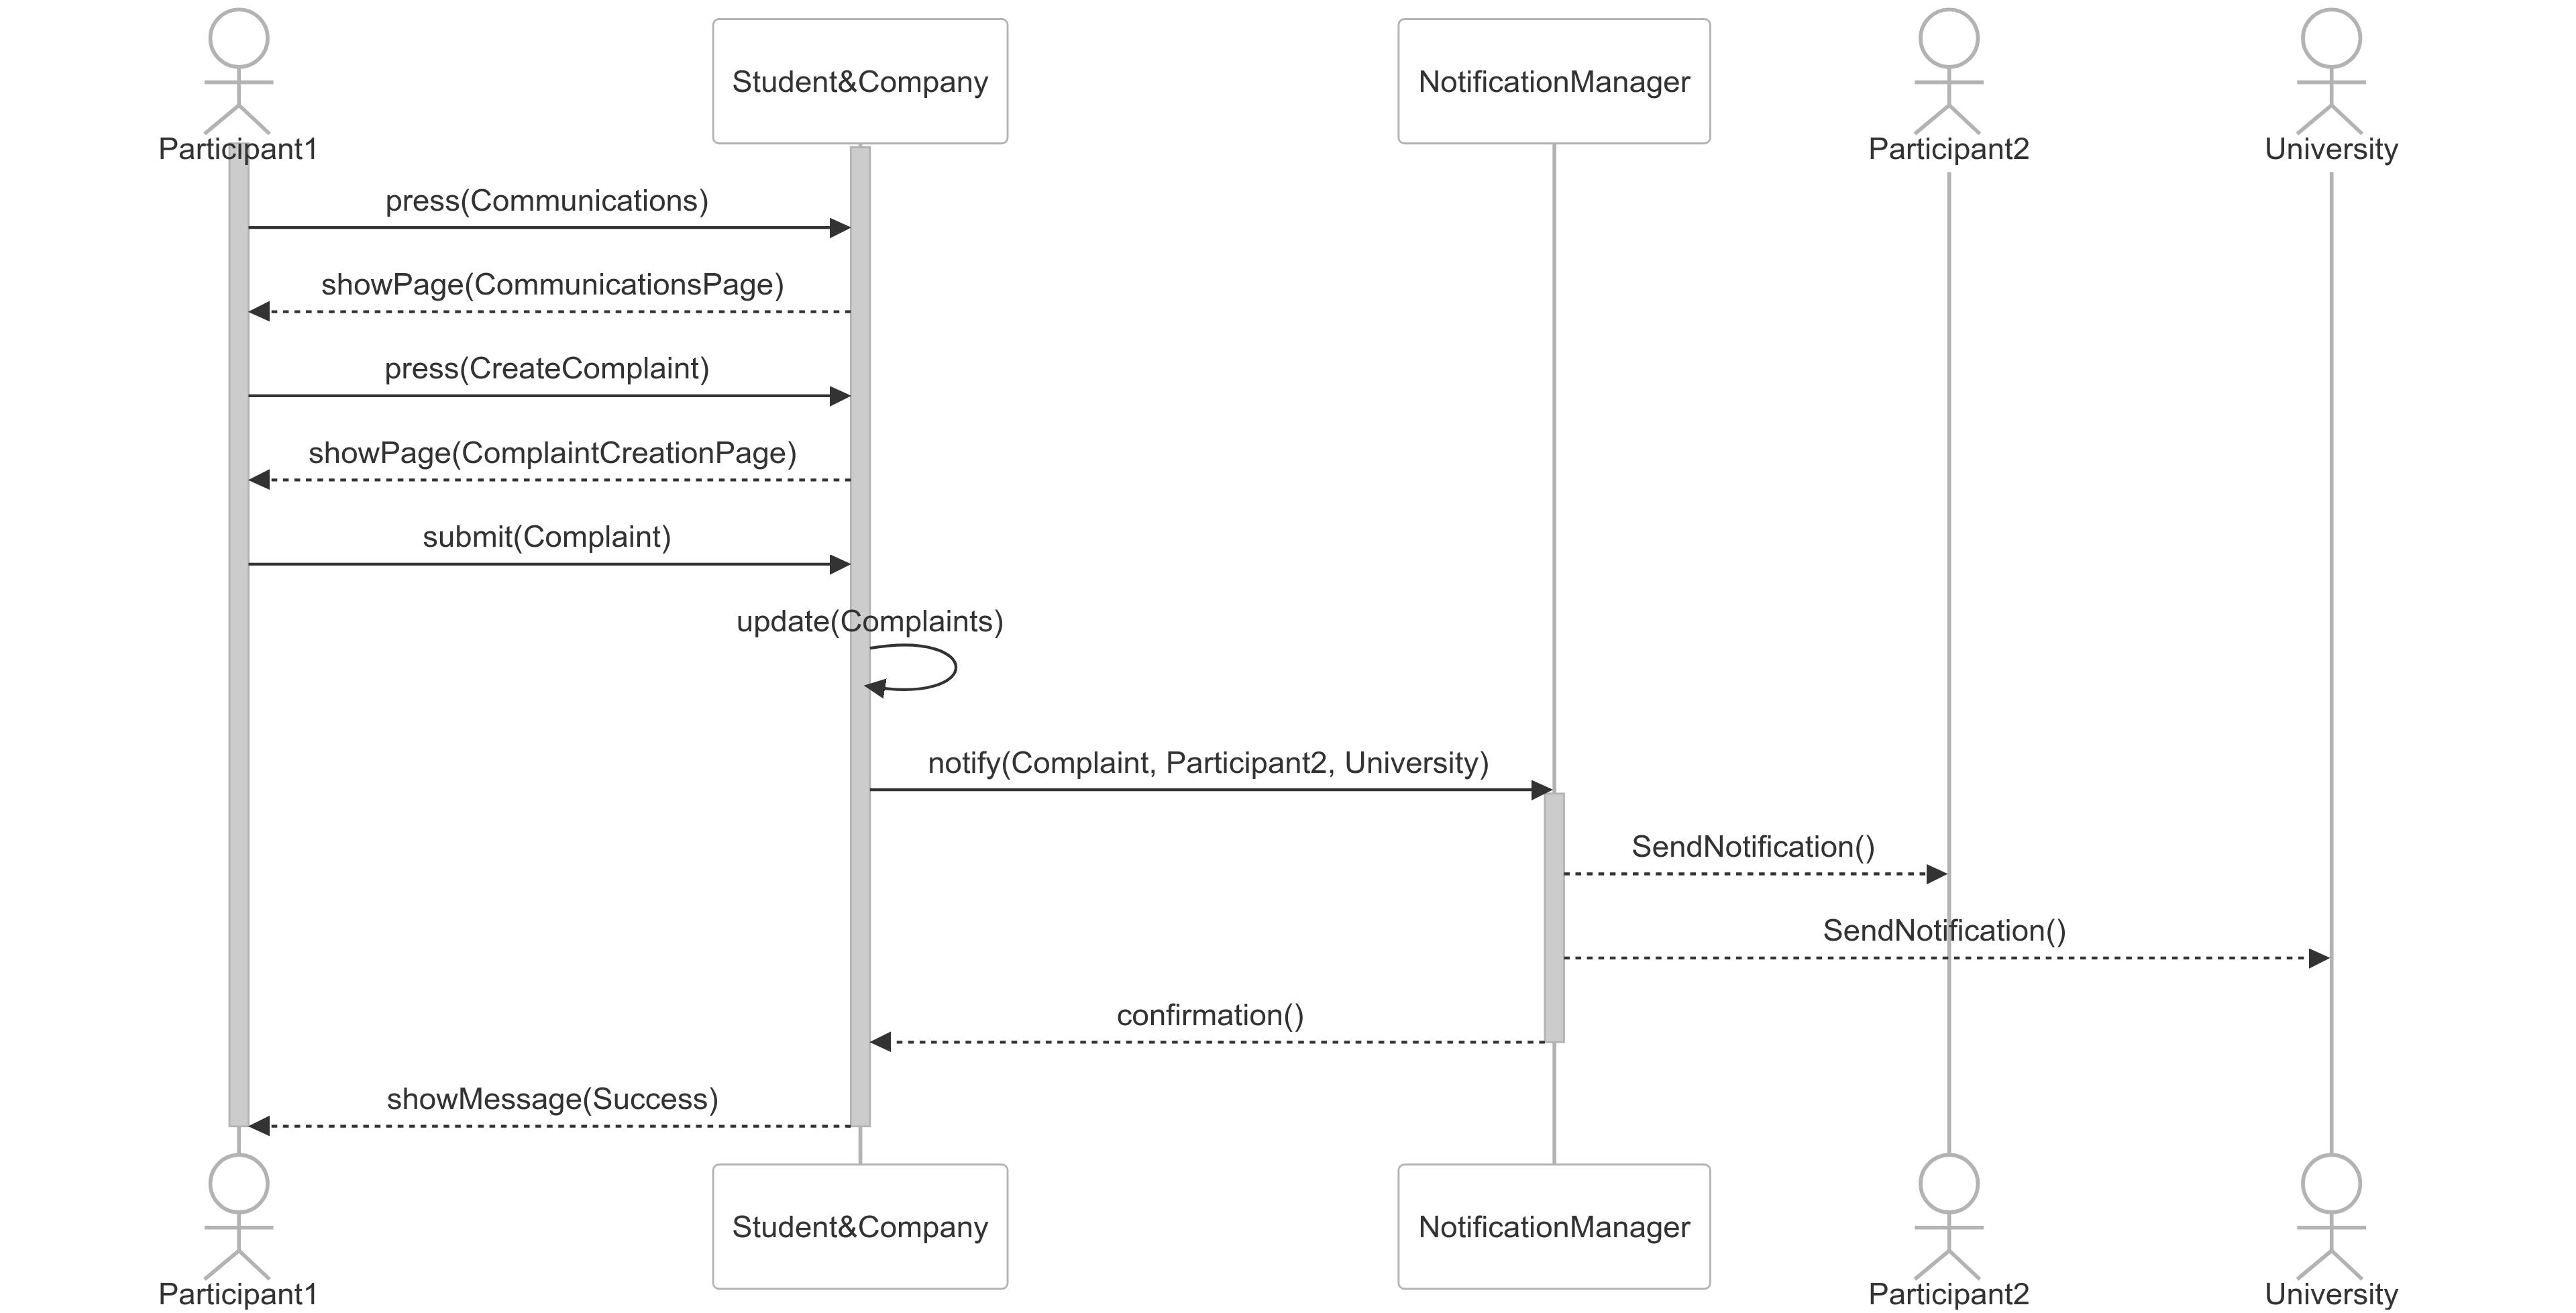 Participant1
Student&Company
NotificationManager
Participant2
University
press(Communications)
showPage(CommunicationsPage)
press(CreateComplaint)
showPage(ComplaintCreationPage)
submit(Complaint)
update(Complaints)
notify(Complaint, Participant2, University)
SendNotification()
SendNotification()
confirmation()
showMessage(Success)
Participant1
Student&Company
NotificationManager
Participant2
University